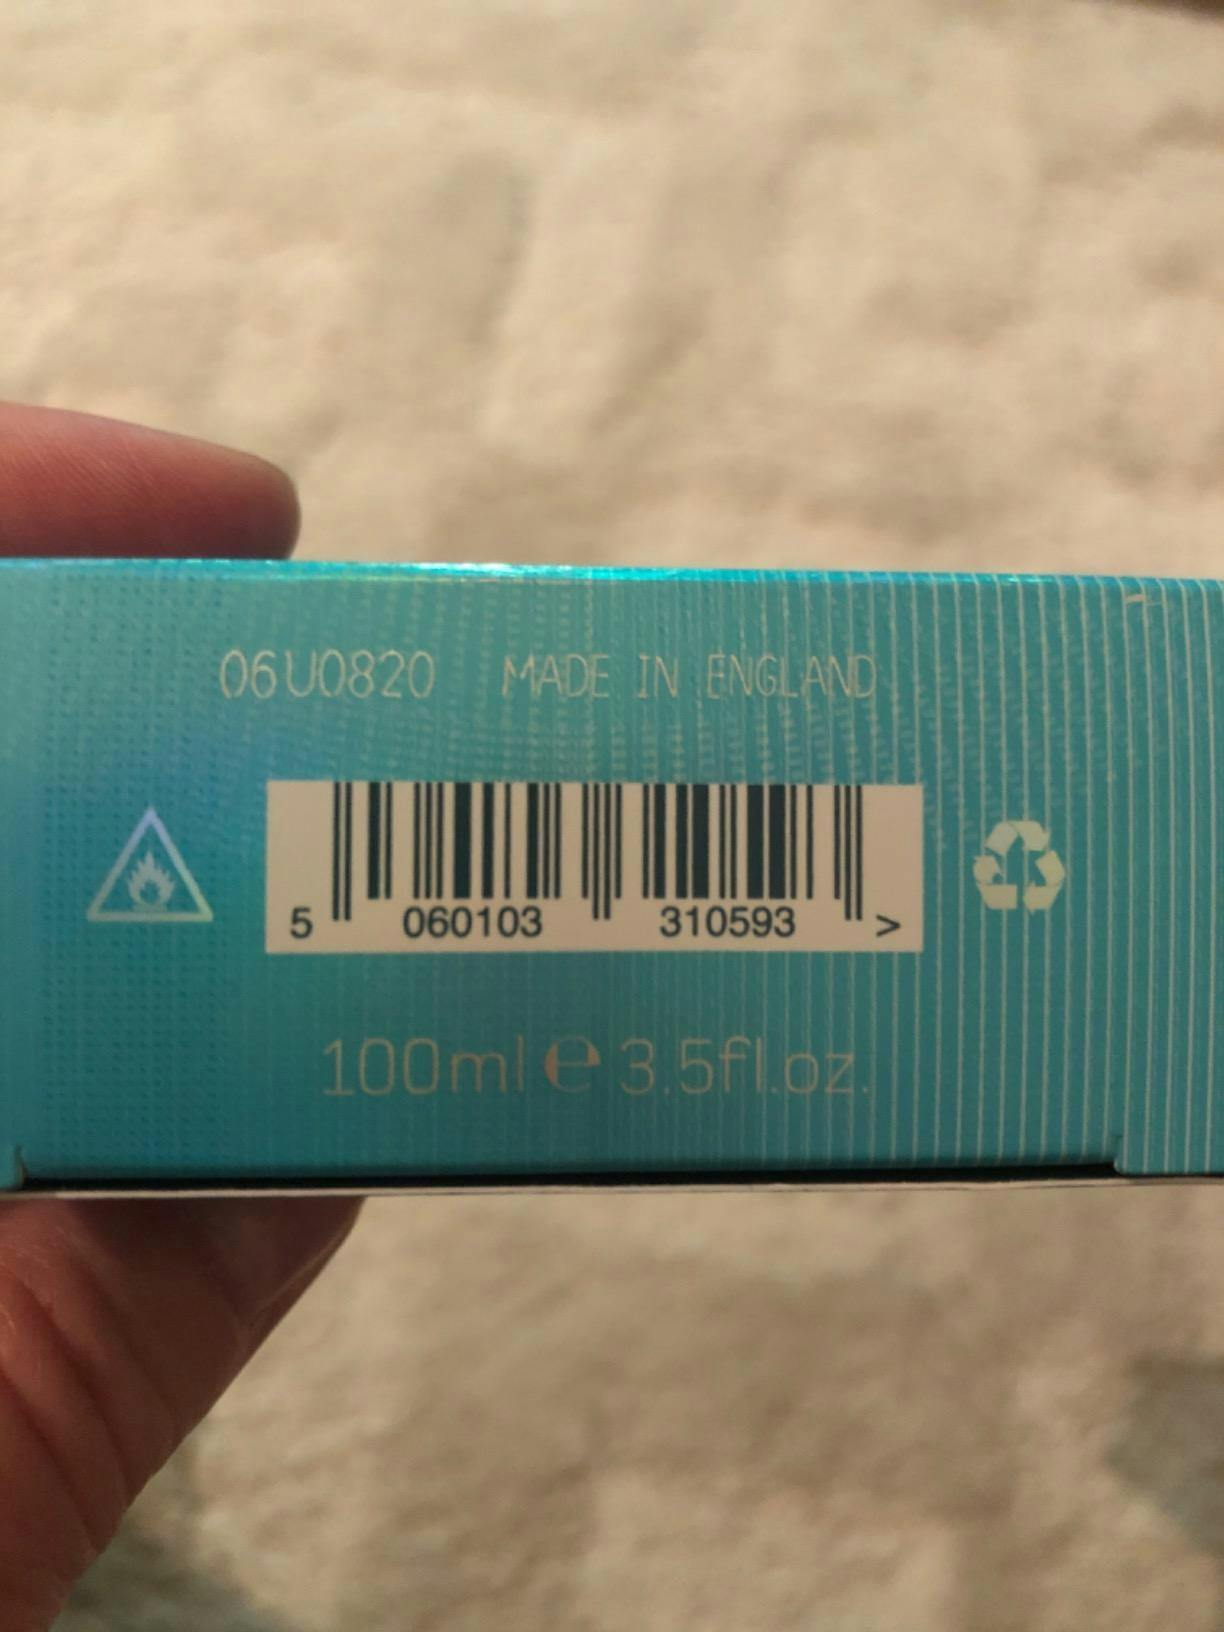 06U0820 MADE IN ENGLAND
5 060103 310593 >
100ml ℮ 3.5fl.oz.